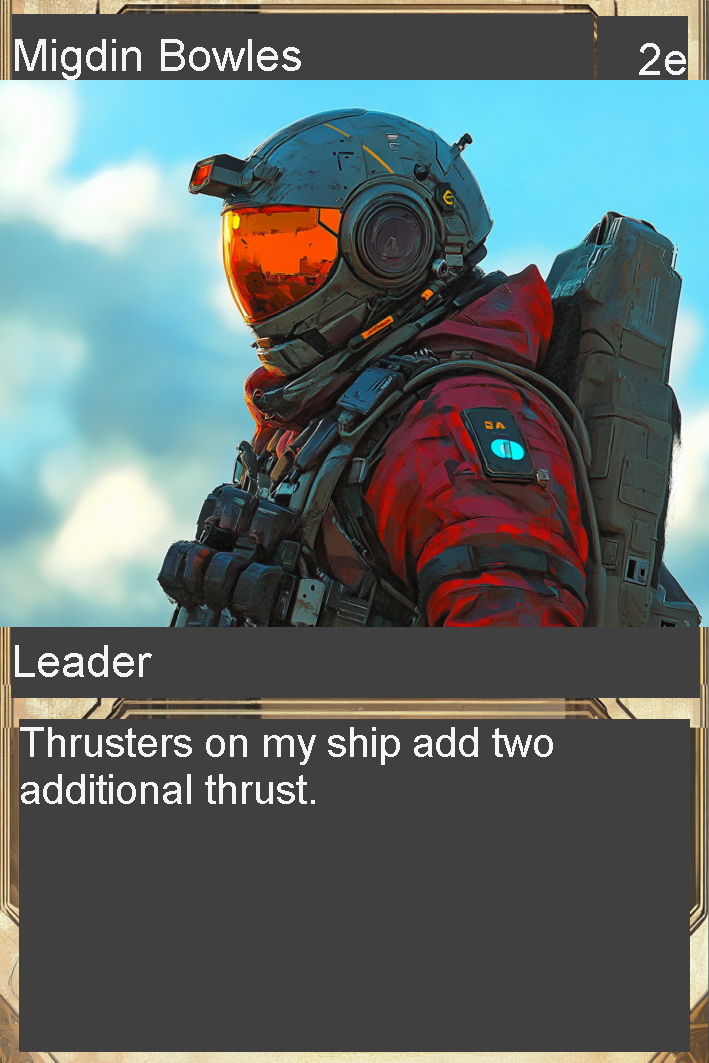 Migdin Bowles
2e
Leader
Thrusters on my ship add two
additional thrust.